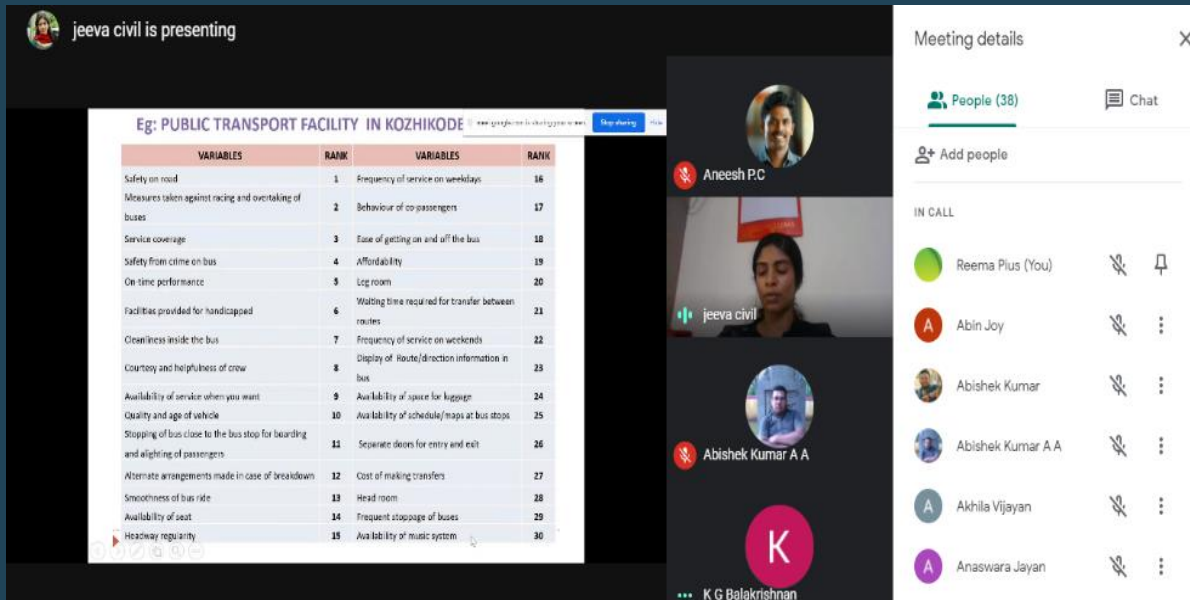 jeeva civil is presenting
Eg: PUBLIC TRANSPORT FACILITY IN KOZHIKODE
Stop sharing Hide
VARIABLES RANK VARIABLES RANK
Safety on road 1 Frequency of service on weekdays 16
Measures taken against racing and overtaking of
buses 2 Behaviour of co-passengers 17
Service coverage 3 Ease of getting on and off the bus 18
Safety from crime on bus 4 Affordability 19
On-time performance 5 Leg room 20
Facilities provided for handicapped 6 Waiting time required for transfer between
routes 21
Cleanliness inside the bus 7 Frequency of service on weekends 22
Courtesy and helpfulness of crew 8 Display of Route/direction information in
bus 23
Availability of service when you want 9 Availability of space for luggage 24
Quality and age of vehicle 10 Availability of schedule/maps at bus stops 25
Stopping of bus close to the bus stop for boarding
and alighting of passengers 11 Separate doors for entry and exit 26
Alternate arrangements made in case of breakdown 12 Cost of making transfers 27
Smoothness of bus ride 13 Head room 28
Availability of seat 14 Frequent stoppage of buses 29
Headway regularity 15 Availability of music system 30
Aneesh P.C
jeeva civil
Abishek Kumar A A
K
K G Balakrishnan
Meeting details
People (38) Chat
Add people
IN CALL
Reema Pius (You)
A Abin Joy
Abishek Kumar
Abishek Kumar A A
A Akhila Vijayan
A Anaswara Jayan